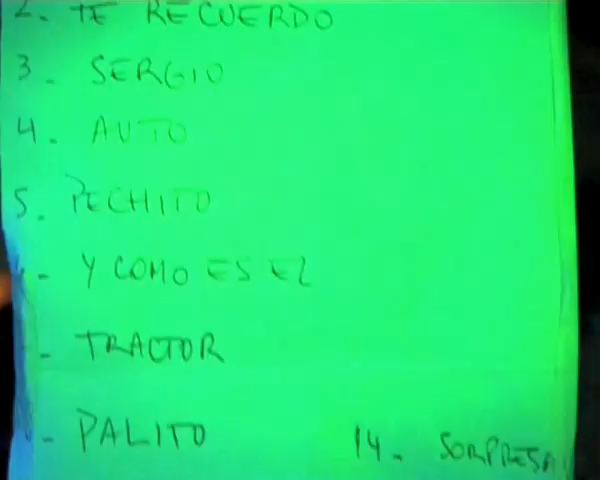 2. TE RECUERDO
3. SERGIO
4. AUTO
5. PECHITO
- Y COMO ES EL
- TRACTOR
- PALITO
14. SORPRESA